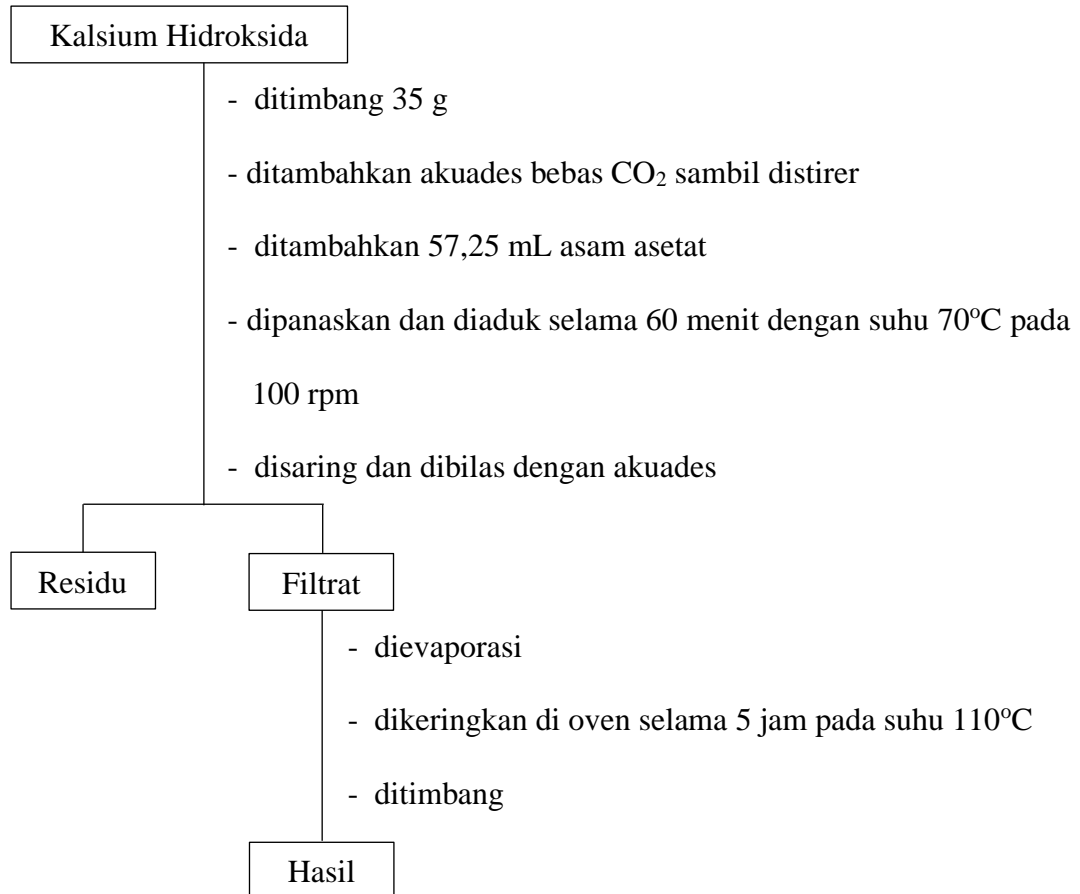 Kalsium Hidroksida
- ditimbang 35 g
- ditambahkan akuades bebas CO₂ sambil distirer
- ditambahkan 57,25 mL asam asetat
- dipanaskan dan diaduk selama 60 menit dengan suhu 70ºC pada
100 rpm
- disaring dan dibilas dengan akuades
Residu
Filtrat
- dievaporasi
- dikeringkan di oven selama 5 jam pada suhu 110ºC
- ditimbang
Hasil